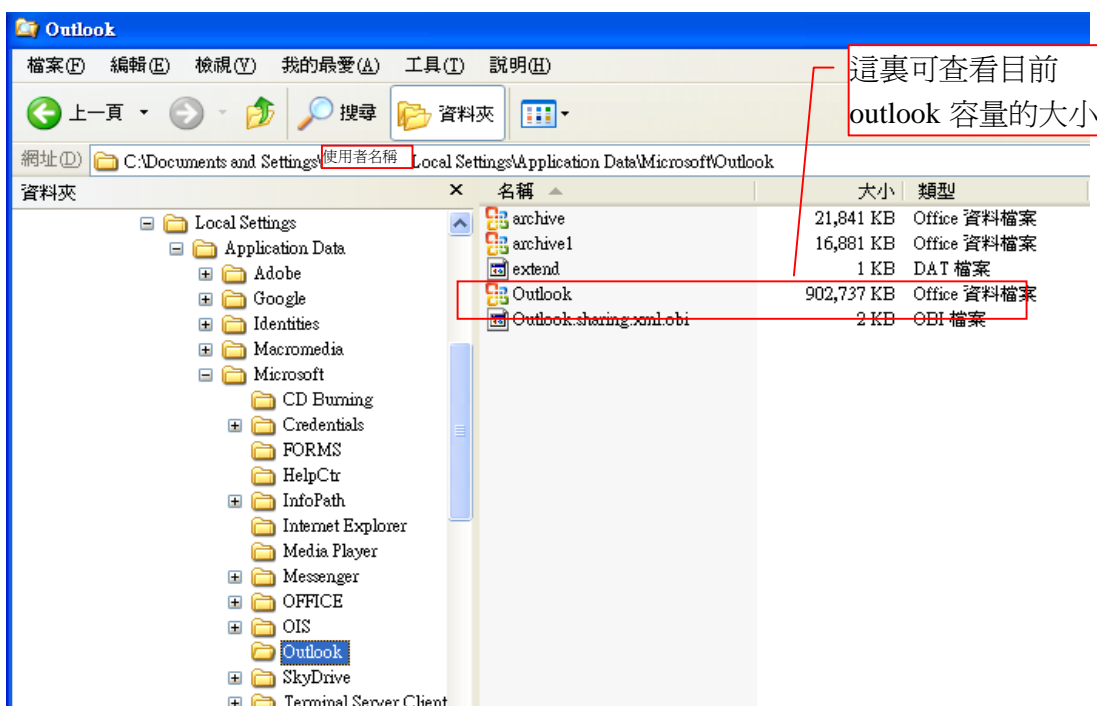 Outlook
檔案(F) 編輯(E) 檢視(V) 我的最愛(A) 工具(T) 說明(H)
這裏可查看目前
outlook 容量的大小
上一頁 搜尋 資料夾
網址(D) C:\Documents and Settings\使用者名稱 Local Settings\Application Data\Microsoft\Outlook
資料夾 × 名稱 大小 類型
Local Settings
Application Data
Adobe
Google
Identities
Macromedia
Microsoft
CD Burning
Credentials
FORMS
HelpCtr
InfoPath
Internet Explorer
Media Player
Messenger
OFFICE
OIS
Outlook
SkyDrive
Terminal Server Client
archive 21,841 KB Office 資料檔案
archive1 16,881 KB Office 資料檔案
extend 1 KB DAT 檔案
Outlook 902,737 KB Office 資料檔案
Outlook.sharing.xml.obi 2 KB OBI 檔案